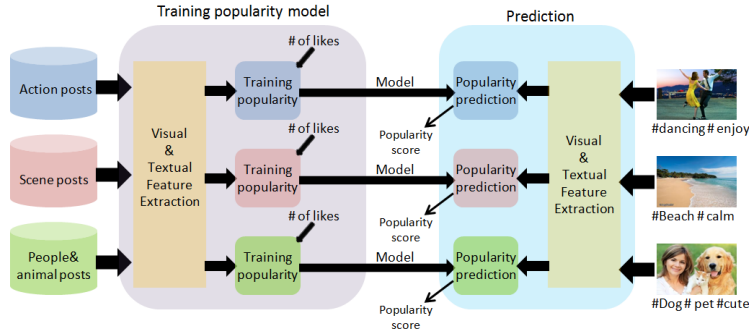 Training popularity model
Prediction
# of likes
Action posts
Training
popularity
Model
Popularity
prediction
#dancing# enjoy
Popularity
score
Visual
&
Textual
Feature
Extraction
# of likes
Scene posts
Training
popularity
Model
Popularity
prediction
Visual &
Textual
Feature
Extraction
#Beach# calm
Popularity
score
# of likes
People&
animal posts
Training
popularity
Model
Popularity
prediction
#Dog# pet #cute
Popularity
score